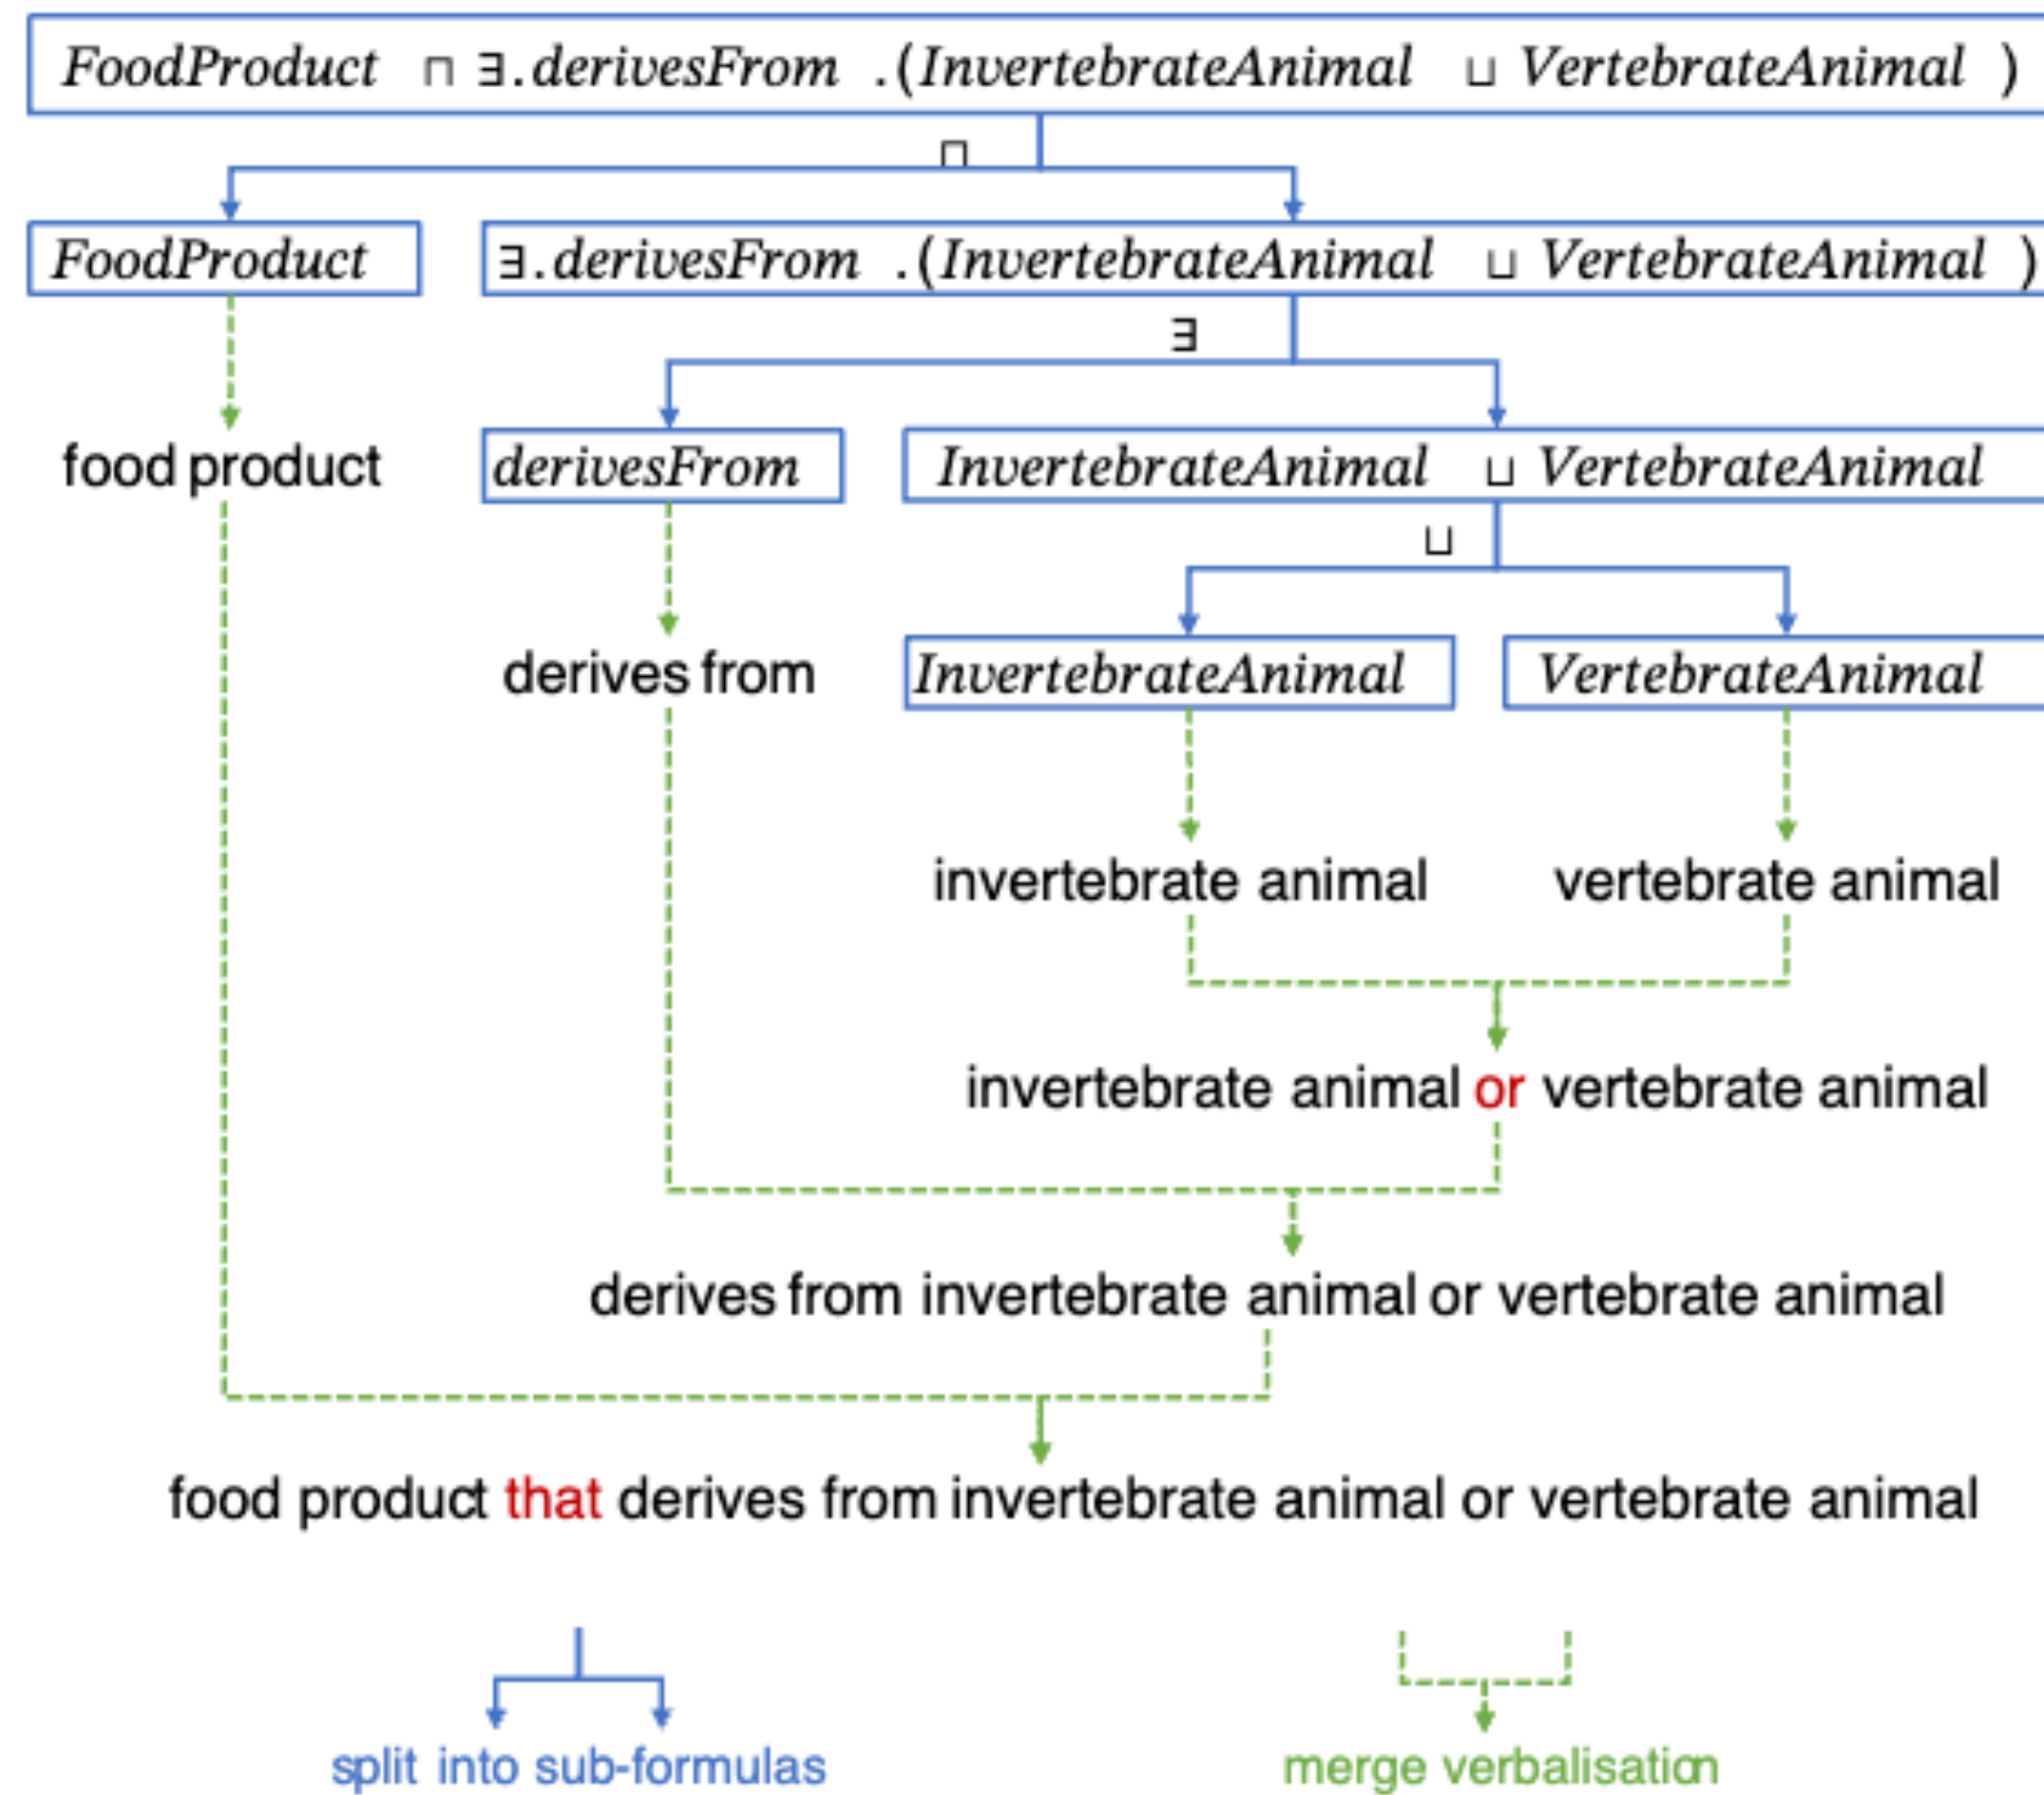 FoodProduct ⊓ ∃.derivesFrom .(InvertebrateAnimal ⊔ VertebrateAnimal )
⊓
FoodProduct ∃.derivesFrom .(InvertebrateAnimal ⊔ VertebrateAnimal )
∃
food product derivesFrom InvertebrateAnimal ⊔ VertebrateAnimal
⊔
derives from InvertebrateAnimal VertebrateAnimal
invertebrate animal vertebrate animal
invertebrate animal or vertebrate animal
derives from invertebrate animal or vertebrate animal
food product that derives from invertebrate animal or vertebrate animal
split into sub-formulas merge verbalisation